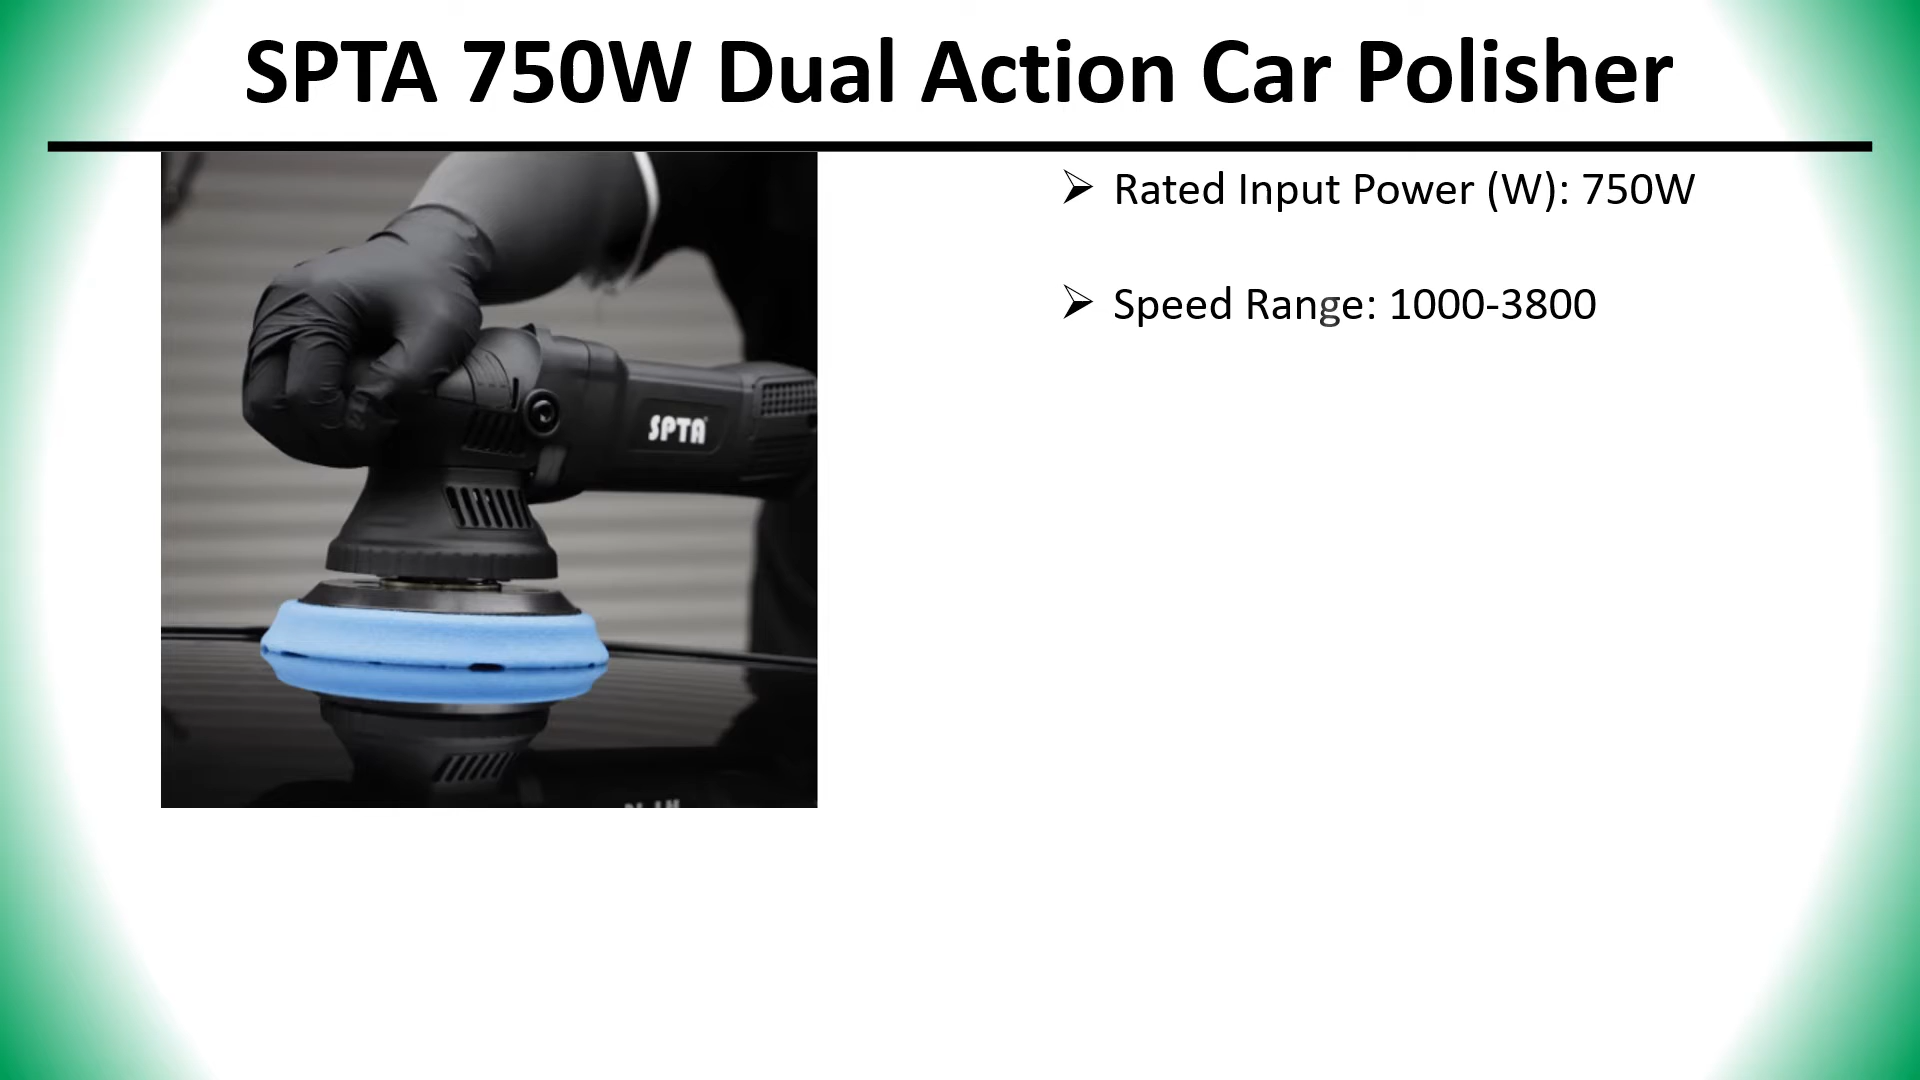 SPTA 750W Dual Action Car Polisher
Rated Input Power (W): 750W
Speed Range: 1000-3800
SPTA